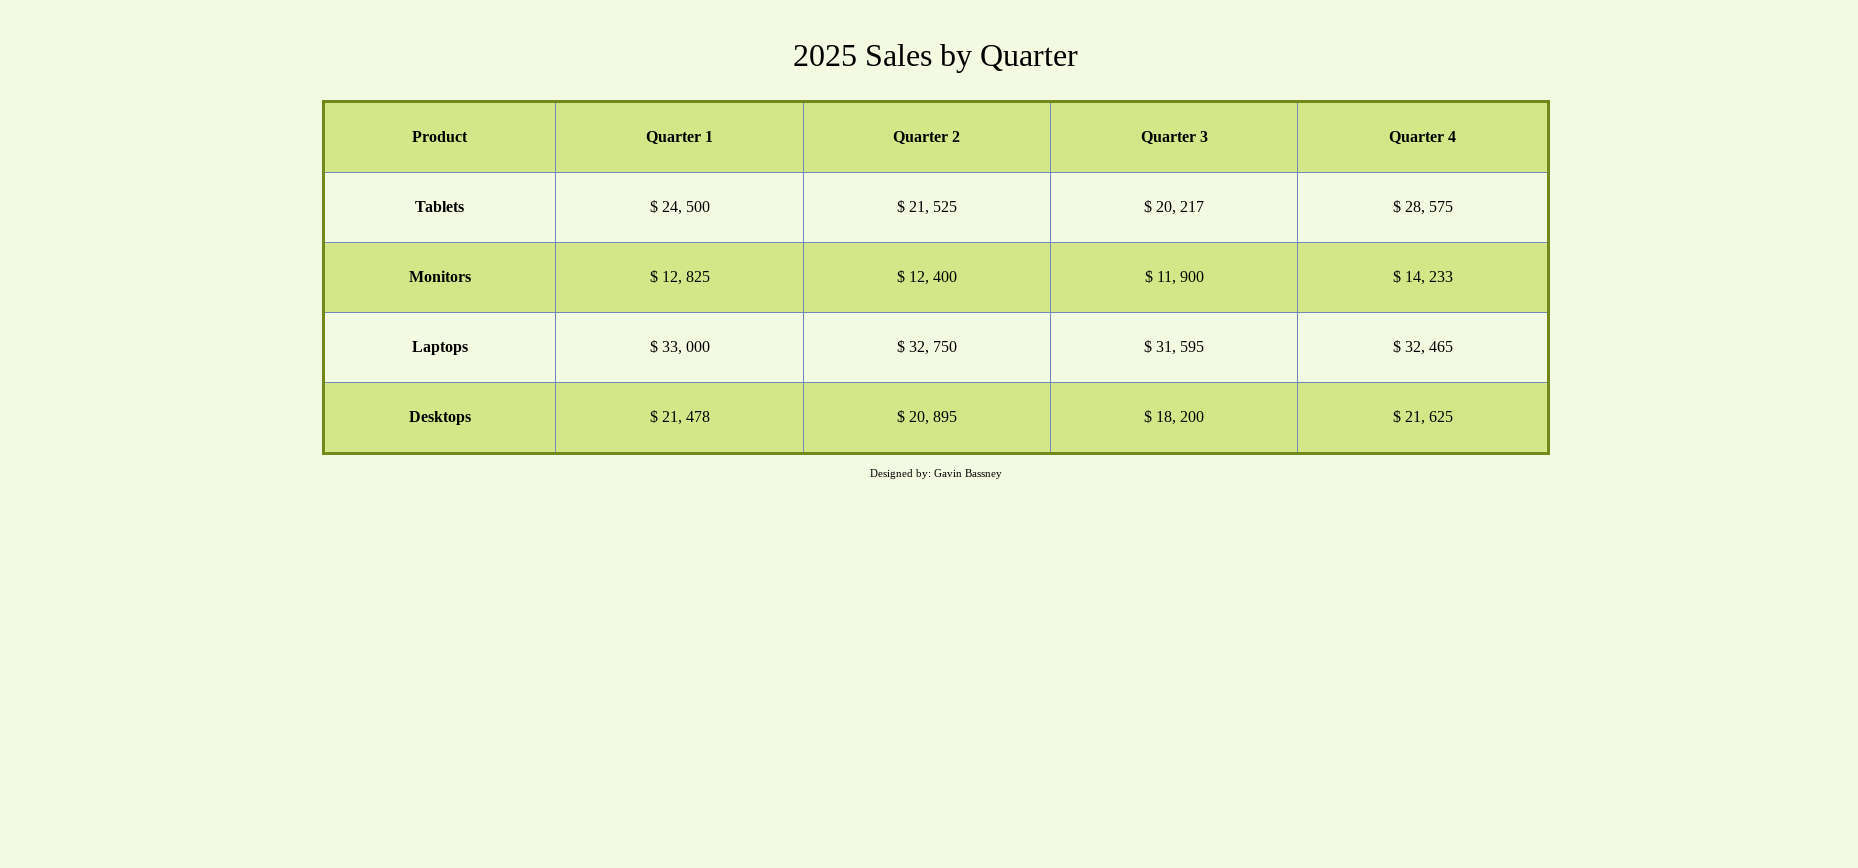 2025 Sales by Quarter
Product Quarter 1 Quarter 2 Quarter 3 Quarter 4
Tablets $ 24, 500 $ 21, 525 $ 20, 217 $ 28, 575
Monitors $ 12, 825 $ 12, 400 $ 11, 900 $ 14, 233
Laptops $ 33, 000 $ 32, 750 $ 31, 595 $ 32, 465
Desktops $ 21, 478 $ 20, 895 $ 18, 200 $ 21, 625
Designed by: Gavin Bassney